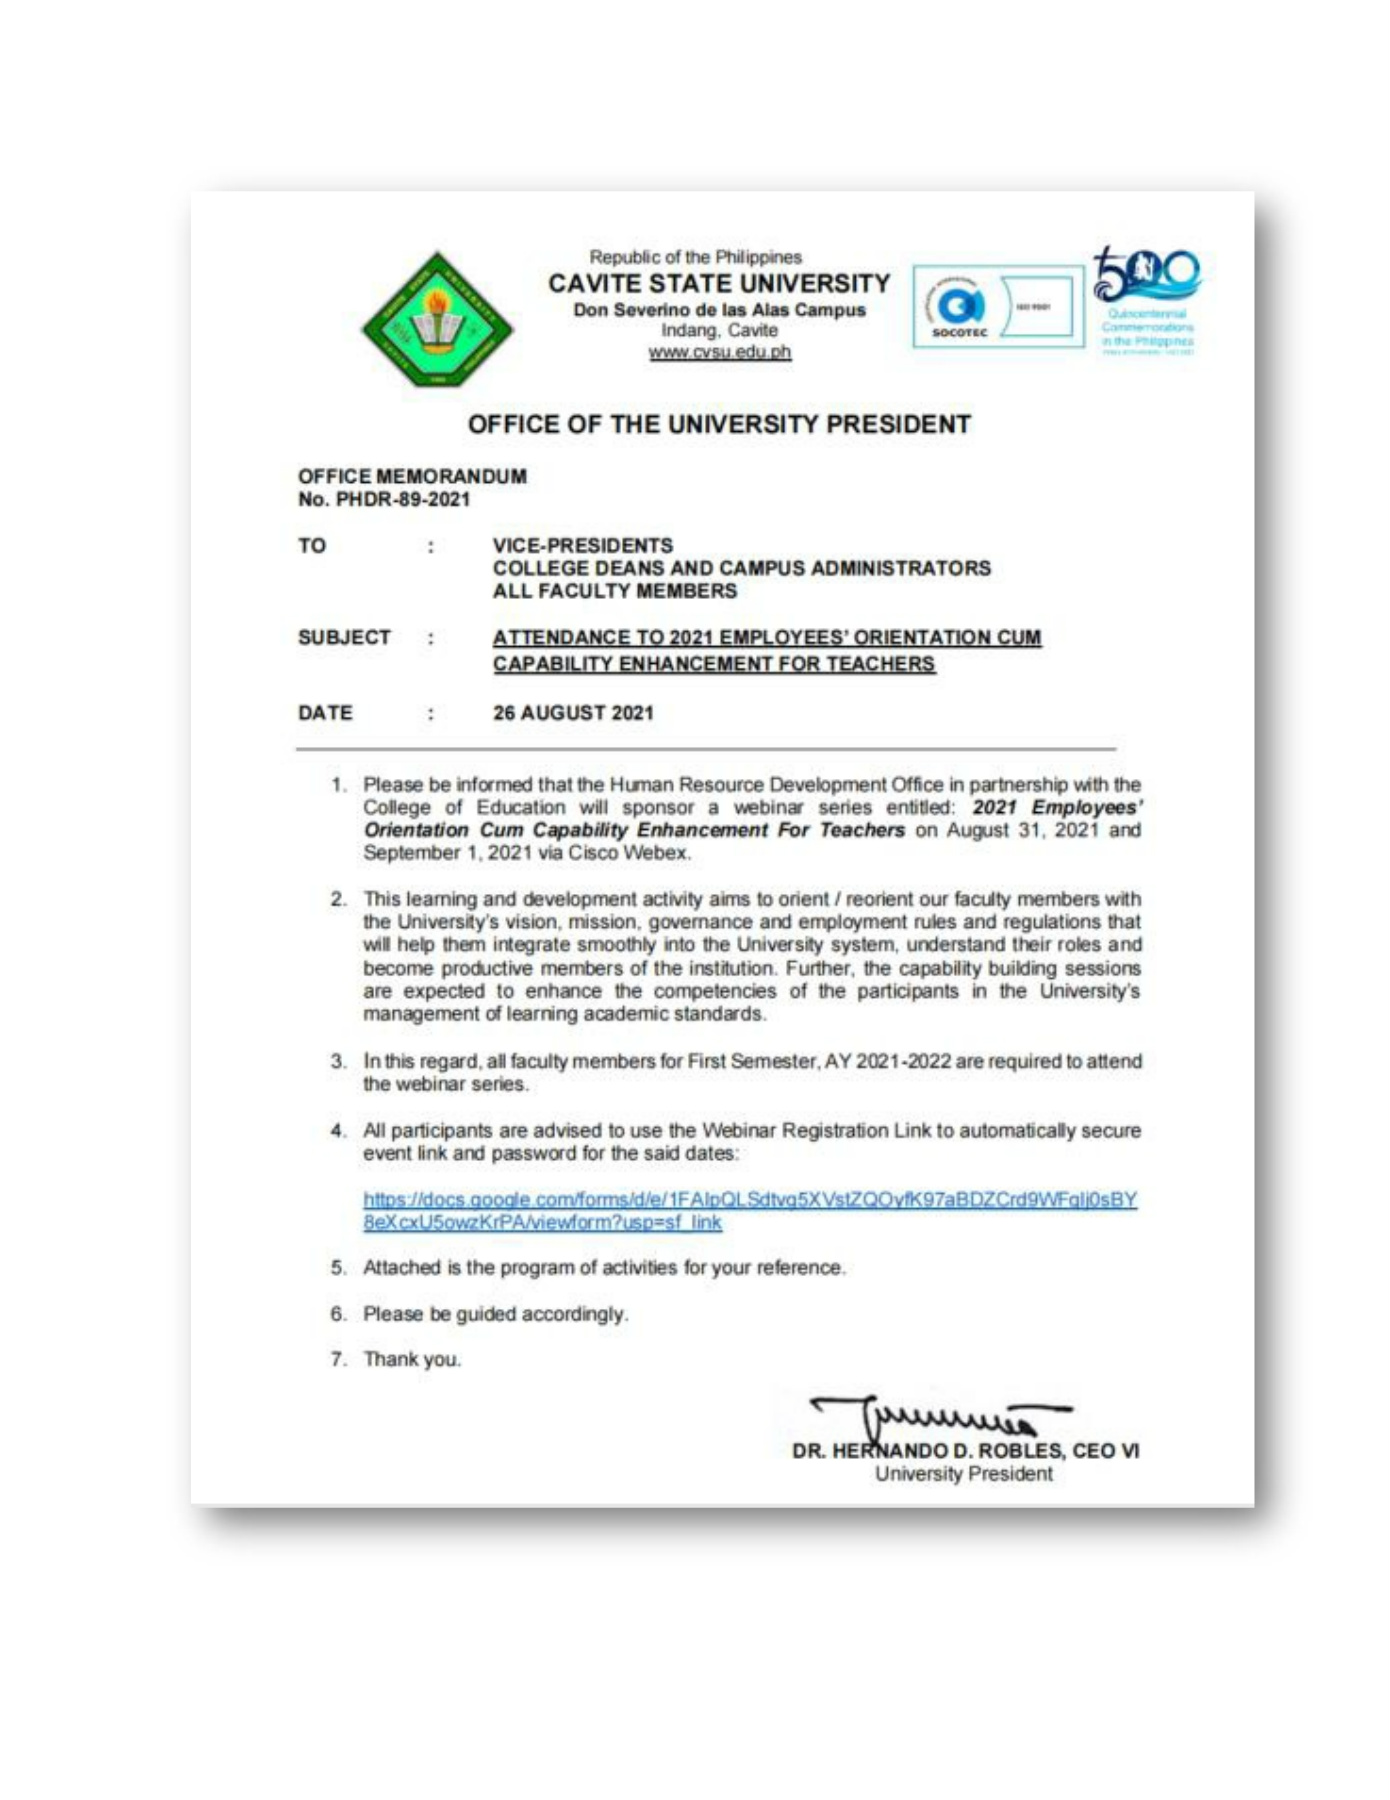 Republic of the Philippines
CAVITE STATE UNIVERSITY
Don Severino de las Alas Campus
Indang, Cavite
www.cvsu.edu.ph
SOCOTEC
ISO 9001
500
Quincentennial
Commemorations
in the Philippines
OFFICE OF THE UNIVERSITY PRESIDENT
OFFICE MEMORANDUM
No. PHDR-89-2021
TO : VICE-PRESIDENTS
COLLEGE DEANS AND CAMPUS ADMINISTRATORS
ALL FACULTY MEMBERS
SUBJECT : ATTENDANCE TO 2021 EMPLOYEES' ORIENTATION CUM
CAPABILITY ENHANCEMENT FOR TEACHERS
DATE : 26 AUGUST 2021
1. Please be informed that the Human Resource Development Office in partnership with the
College of Education will sponsor a webinar series entitled: 2021 Employees'
Orientation Cum Capability Enhancement For Teachers on August 31, 2021 and
September 1, 2021 via Cisco Webex.
2. This learning and development activity aims to orient / reorient our faculty members with
the University's vision, mission, governance and employment rules and regulations that
will help them integrate smoothly into the University system, understand their roles and
become productive members of the institution. Further, the capability building sessions
are expected to enhance the competencies of the participants in the University's
management of learning academic standards.
3. In this regard, all faculty members for First Semester, AY 2021-2022 are required to attend
the webinar series.
4. All participants are advised to use the Webinar Registration Link to automatically secure
event link and password for the said dates:
https://docs.google.com/forms/d/e/1FAIpQLSdtvg5XVstZQOyfK97aBDZCrd9WFqlj0sBY
8eXcxU5owzKrPA/viewform?usp=sf_link
5. Attached is the program of activities for your reference.
6. Please be guided accordingly.
7. Thank you.
DR. HERNANDO D. ROBLES, CEO VI
University President